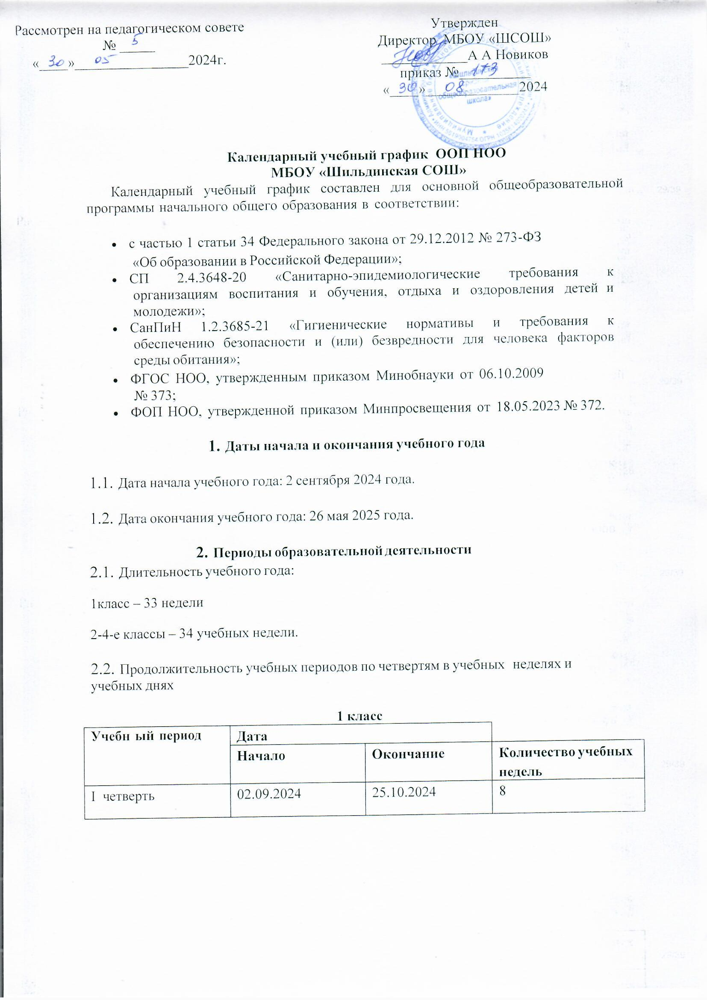 Рассмотрен на педагогическом совете
№ 5
«30» 05 2024г.
Утвержден
Директор МБОУ «ШСОШ»
А А Новиков
приказ № 173
«30» 08 2024
общеобразовательная
школа»
Календарный учебный график ООП НОО
МБОУ «Шильдинская СОШ»
Календарный учебный график составлен для основной общеобразовательной
программы начального общего образования в соответствии:
• с частью 1 статьи 34 Федерального закона от 29.12.2012 № 273-ФЗ
«Об образовании в Российской Федерации»;
• СП 2.4.3648-20 «Санитарно-эпидемиологические требования к
организациям воспитания и обучения, отдыха и оздоровления детей и
молодежи»;
• СанПиН 1.2.3685-21 «Гигиенические нормативы и требования к
обеспечению безопасности и (или) безвредности для человека факторов
среды обитания»;
• ФГОС НОО, утвержденным приказом Минобнауки от 06.10.2009
№ 373;
• ФОП НОО, утвержденной приказом Минпросвещения от 18.05.2023 № 372.
1. Даты начала и окончания учебного года
1.1. Дата начала учебного года: 2 сентября 2024 года.
1.2. Дата окончания учебного года: 26 мая 2025 года.
2. Периоды образовательной деятельности
2.1. Длительность учебного года:
1класс – 33 недели
2-4-е классы – 34 учебных недели.
2.2. Продолжительность учебных периодов по четвертям в учебных неделях и
учебных днях
1 класс
Учебн ый период Дата
Начало Окончание Количество учебных
недель
I четверть 02.09.2024 25.10.2024 8